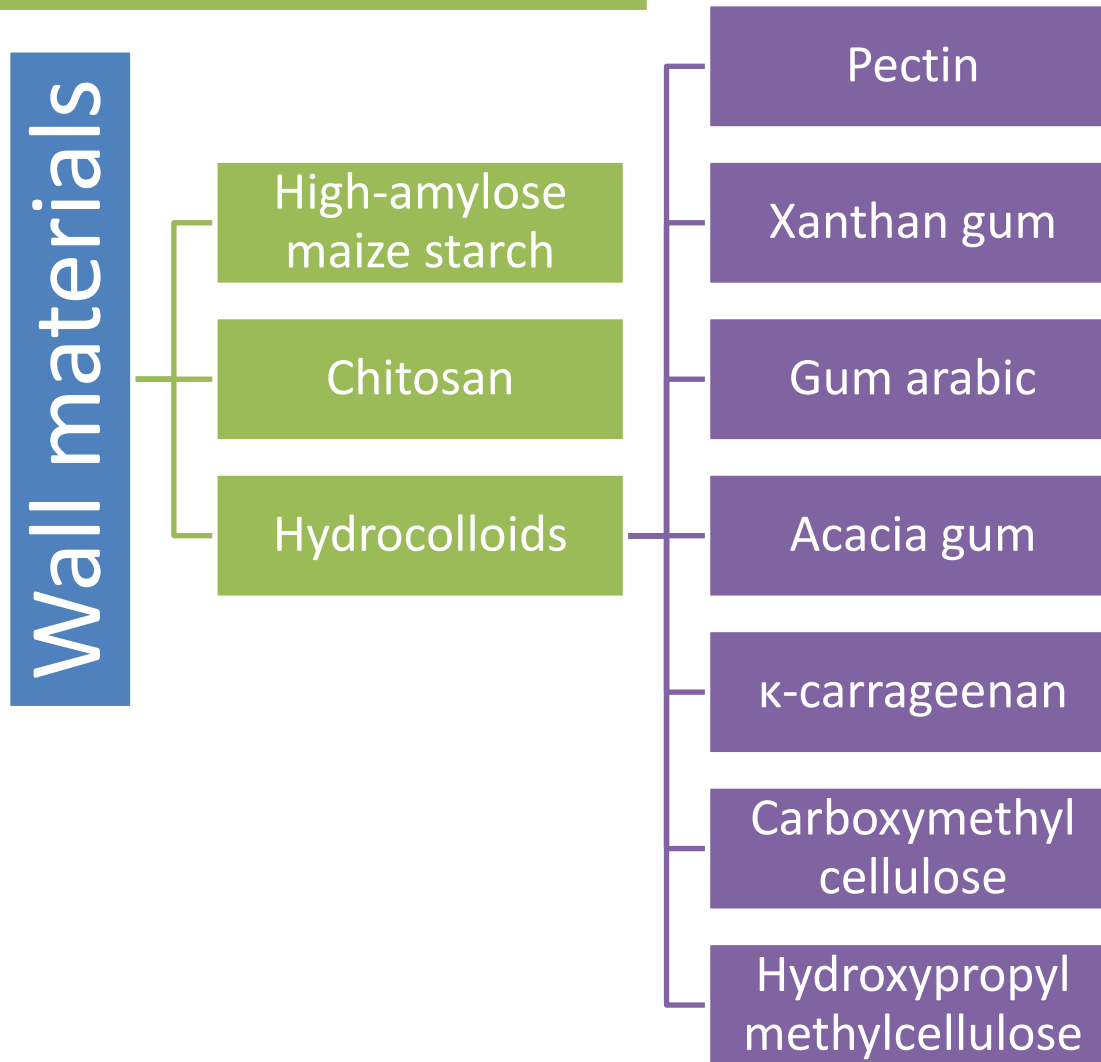 Wall materials
High-amylose
maize starch
Chitosan
Hydrocolloids
Pectin
Xanthan gum
Gum arabic
Acacia gum
κ-carrageenan
Carboxymethyl
cellulose
Hydroxypropyl
methylcellulose